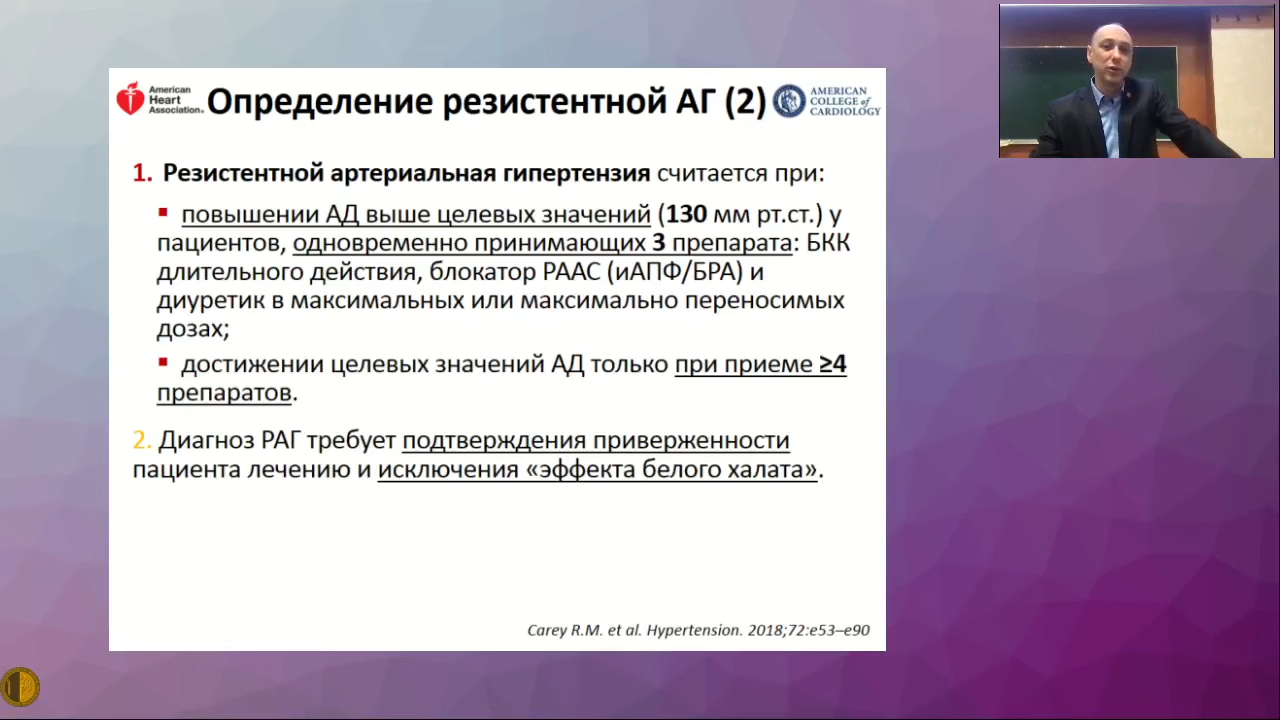 American
Heart
Association®
Определение резистентной АГ (2)
AMERICAN
COLLEGE of
CARDIOLOGY
1. Резистентной артериальная гипертензия считается при:
▪ повышении АД выше целевых значений (130 мм рт.ст.) у
пациентов, одновременно принимающих 3 препарата: БКК
длительного действия, блокатор РААС (иАПФ/БРА) и
диуретик в максимальных или максимально переносимых
дозах;
▪ достижении целевых значений АД только при приеме ≥4
препаратов.
2. Диагноз РАГ требует подтверждения приверженности
пациента лечению и исключения «эффекта белого халата».
Carey R.M. et al. Hypertension. 2018;72:e53–e90